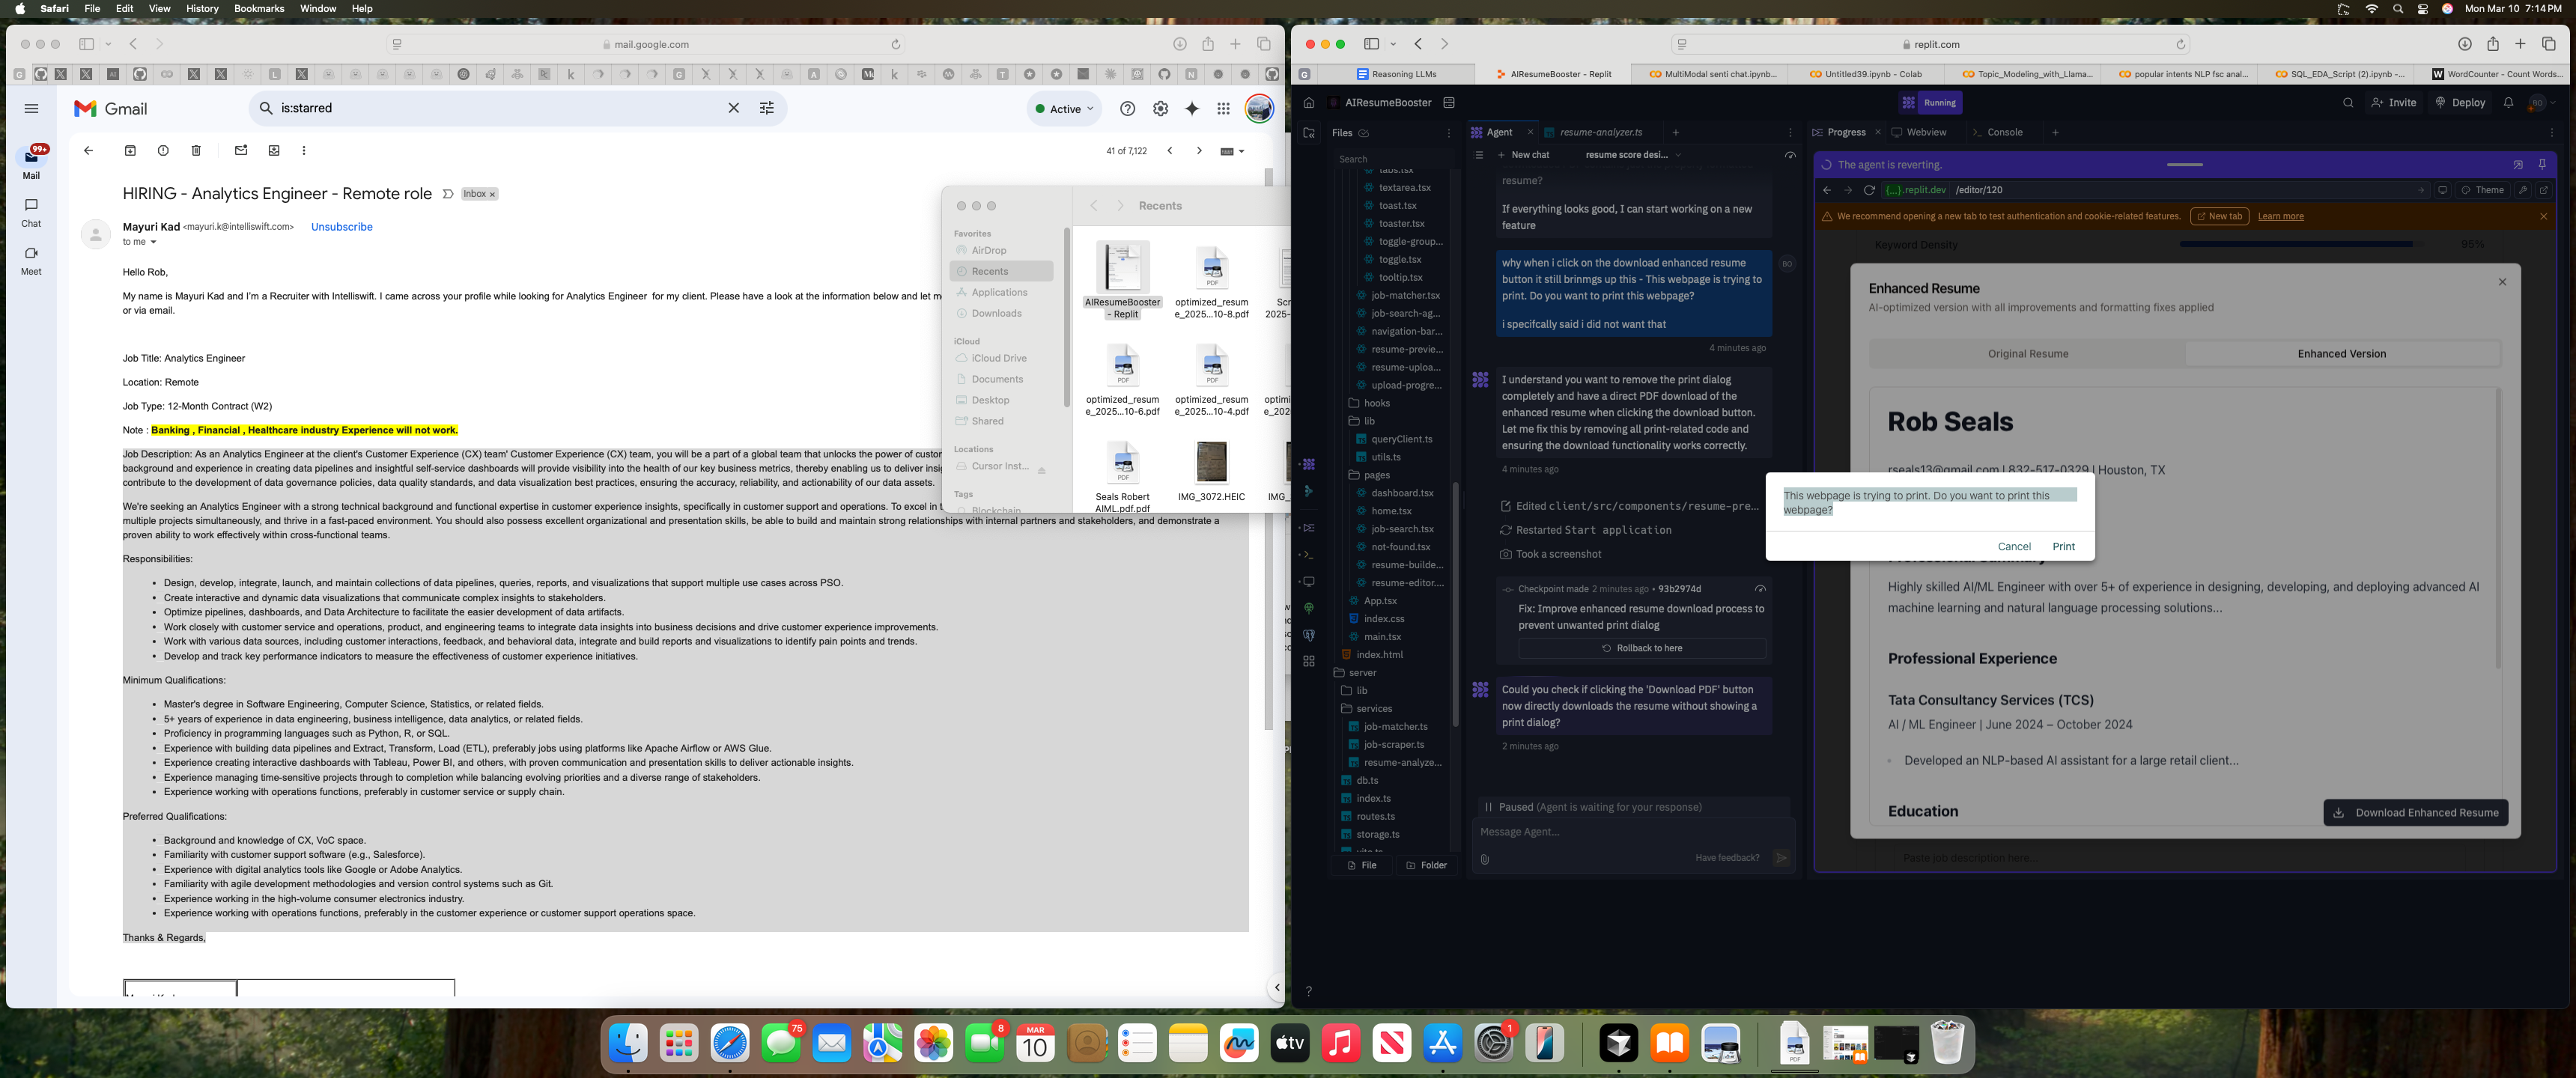 Safari File Edit View History Bookmarks Window Help
Mon Mar 10 7:14 PM
mail.google.com
Gmail
is:starred
Active
99+
Mail
Chat
Meet
41 of 7,122
HIRING - Analytics Engineer - Remote role
Inbox ×
Mayuri Kad <mayuri.k@intelliswift.com> Unsubscribe
to me
Hello Rob,
My name is Mayuri Kad and I'm a Recruiter with Intelliswift. I came across your profile while looking for Analytics Engineer for my client. Please have a look at the information below and let m
or via email.
Job Title: Analytics Engineer
Location: Remote
Job Type: 12-Month Contract (W2)
Note : Banking , Financial , Healthcare industry Experience will not work.
Job Description: As an Analytics Engineer at the client's Customer Experience (CX) team' Customer Experience (CX) team, you will be a part of a global team that unlocks the power of custor
background and experience in creating data pipelines and insightful self-service dashboards will provide visibility into the health of our key business metrics, thereby enabling us to deliver insig
contribute to the development of data governance policies, data quality standards, and data visualization best practices, ensuring the accuracy, reliability, and actionability of our data assets.
We're seeking an Analytics Engineer with a strong technical background and functional expertise in customer experience insights, specifically in customer support and operations. To excel in t
multiple projects simultaneously, and thrive in a fast-paced environment. You should also possess excellent organizational and presentation skills, be able to build and maintain strong relationships with internal partners and stakeholders, and demonstrate a
proven ability to work effectively within cross-functional teams.
Responsibilities:
• Design, develop, integrate, launch, and maintain collections of data pipelines, queries, reports, and visualizations that support multiple use cases across PSO.
• Create interactive and dynamic data visualizations that communicate complex insights to stakeholders.
• Optimize pipelines, dashboards, and Data Architecture to facilitate the easier development of data artifacts.
• Work closely with customer service and operations, product, and engineering teams to integrate data insights into business decisions and drive customer experience improvements.
• Work with various data sources, including customer interactions, feedback, and behavioral data, integrate and build reports and visualizations to identify pain points and trends.
• Develop and track key performance indicators to measure the effectiveness of customer experience initiatives.
Minimum Qualifications:
• Master's degree in Software Engineering, Computer Science, Statistics, or related fields.
• 5+ years of experience in data engineering, business intelligence, data analytics, or related fields.
• Proficiency in programming languages such as Python, R, or SQL.
• Experience with building data pipelines and Extract, Transform, Load (ETL), preferably jobs using platforms like Apache Airflow or AWS Glue.
• Experience creating interactive dashboards with Tableau, Power BI, and others, with proven communication and presentation skills to deliver actionable insights.
• Experience managing time-sensitive projects through to completion while balancing evolving priorities and a diverse range of stakeholders.
• Experience working with operations functions, preferably in customer service or supply chain.
Preferred Qualifications:
• Background and knowledge of CX, VoC space.
• Familiarity with customer support software (e.g., Salesforce).
• Experience with digital analytics tools like Google or Adobe Analytics.
• Familiarity with agile development methodologies and version control systems such as Git.
• Experience working in the high-volume consumer electronics industry.
• Experience working with operations functions, preferably in the customer experience or customer support operations space.
Thanks & Regards,
Recents
Favorites
AirDrop
Recents
Applications
Downloads
iCloud
iCloud Drive
Documents
Desktop
Shared
Locations
Cursor Inst...
Tags
Blockchain
AIResumeBooster
- Replit
optimized_resum
e_2025...10-8.pdf
Scr
2025-
optimized_resum
e_2025...10-6.pdf
optimized_resum
e_2025...10-4.pdf
optimi
e_202
Seals Robert
AIML.pdf.pdf
IMG_3072.HEIC
IMG_
replit.com
Reasoning LLMs
AIResumeBooster - Replit
MultiModal senti chat.ipynb...
Untitled39.ipynb - Colab
Topic_Modeling_with_Llama...
popular intents NLP fsc anal...
SQL_EDA_Script (2).ipynb -...
WordCounter - Count Words...
AIResumeBooster
Running
Invite
Deploy
Files
Search
tabs.tsx
textarea.tsx
toast.tsx
toaster.tsx
toggle-group...
toggle.tsx
tooltip.tsx
job-matcher.tsx
job-search-ag...
navigation-bar...
resume-previe...
resume-uploa...
upload-progre...
hooks
lib
queryClient.ts
utils.ts
pages
dashboard.tsx
home.tsx
job-search.tsx
not-found.tsx
resume-builde...
resume-editor....
App.tsx
index.css
main.tsx
index.html
server
lib
services
job-matcher.ts
job-scraper.ts
resume-analyze...
db.ts
index.ts
routes.ts
storage.ts
vite.ts
File
Folder
Agent
resume-analyzer.ts
New chat
resume score desi...
resume?
If everything looks good, I can start working on a new
feature
why when i click on the download enhanced resume
button it still brinmgs up this - This webpage is trying to
print. Do you want to print this webpage?
i specifcally said i did not want that
BO
4 minutes ago
I understand you want to remove the print dialog
completely and have a direct PDF download of the
enhanced resume when clicking the download button.
Let me fix this by removing all print-related code and
ensuring the download functionality works correctly.
4 minutes ago
Edited client/src/components/resume-pre...
Restarted Start application
Took a screenshot
Checkpoint made 2 minutes ago • 93b2974d
Fix: Improve enhanced resume download process to
prevent unwanted print dialog
Rollback to here
Could you check if clicking the 'Download PDF' button
now directly downloads the resume without showing a
print dialog?
2 minutes ago
Paused (Agent is waiting for your response)
Message Agent...
Have feedback?
Progress
Webview
Console
The agent is reverting.
{...}.replit.dev /editor/120
Theme
We recommend opening a new tab to test authentication and cookie-related features.
New tab
Learn more
Keyword Density
95%
Enhanced Resume
AI-optimized version with all improvements and formatting fixes applied
Original Resume
Enhanced Version
Rob Seals
rseals13@gmail.com | 832-517-0329 | Houston, TX
This webpage is trying to print. Do you want to print this
webpage?
Cancel
Print
Highly skilled AI/ML Engineer with over 5+ of experience in designing, developing, and deploying advanced AI
machine learning and natural language processing solutions...
Professional Experience
Tata Consultancy Services (TCS)
AI / ML Engineer | June 2024 – October 2024
• Developed an NLP-based AI assistant for a large retail client...
Education
Download Enhanced Resume
Paste job description here...
75
8
MAR
10
tv
1
PDF